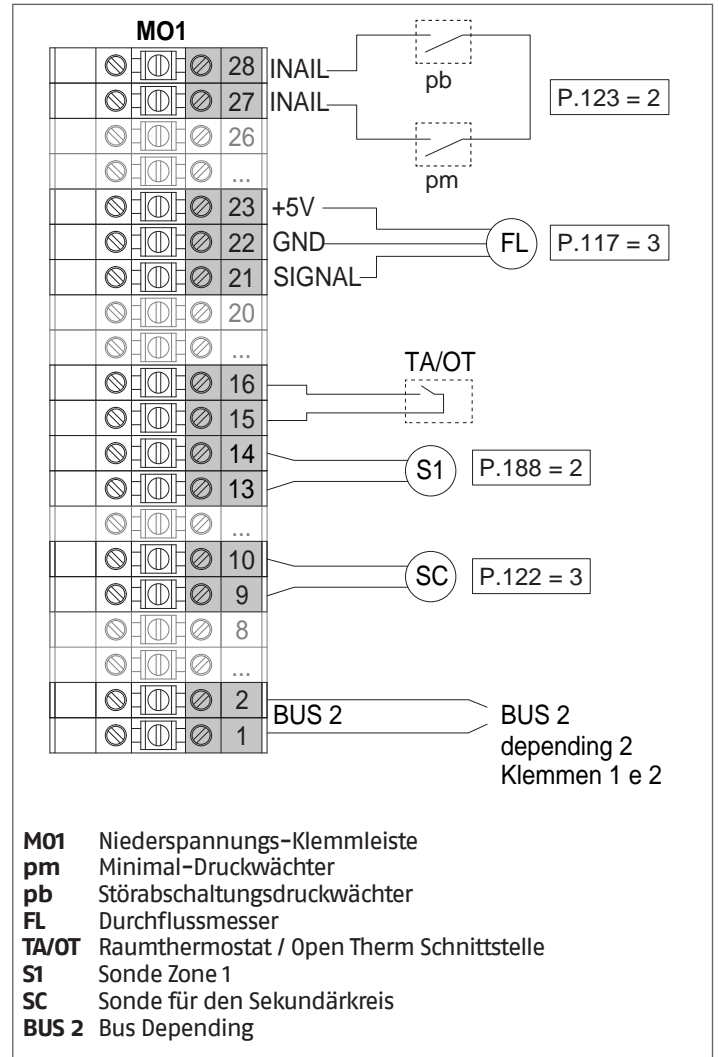 MO1
28 INAIL
pb
27 INAIL
P.123 = 2
26
...
pm
23 +5V
22 GND
FL P.117 = 3
21 SIGNAL
20
...
TA/OT
16
15
14
S1 P.188 = 2
13
...
10
SC P.122 = 3
9
8
...
2
BUS 2 BUS 2
1
depending 2
Klemmen 1 e 2
M01 Niederspannungs-Klemmleiste
pm Minimal-Druckwächter
pb Störabschaltungsdruckwächter
FL Durchflussmesser
TA/OT Raumthermostat / Open Therm Schnittstelle
S1 Sonde Zone 1
SC Sonde für den Sekundärkreis
BUS 2 Bus Depending